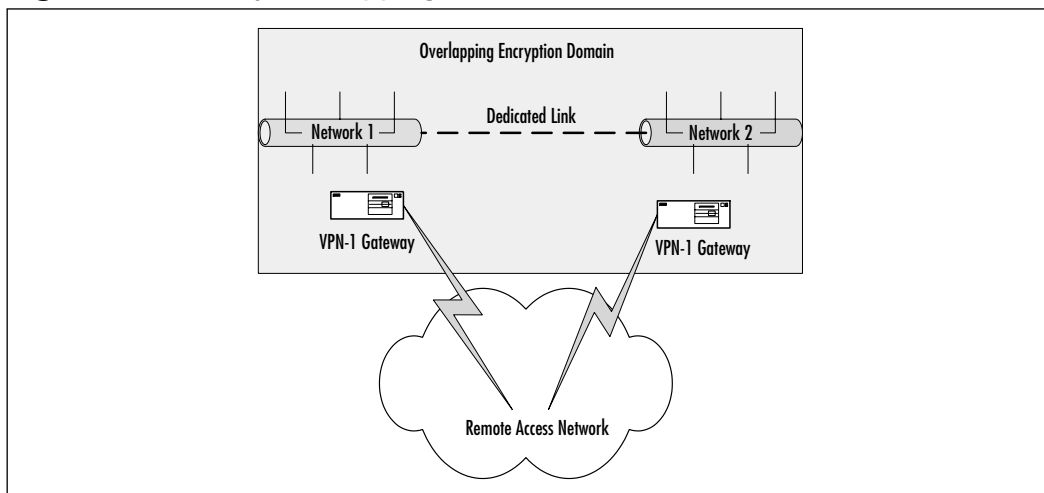 Overlapping Encryption Domain
Dedicated Link
Network 1
Network 2
VPN-1 Gateway
VPN-1 Gateway
Remote Access Network